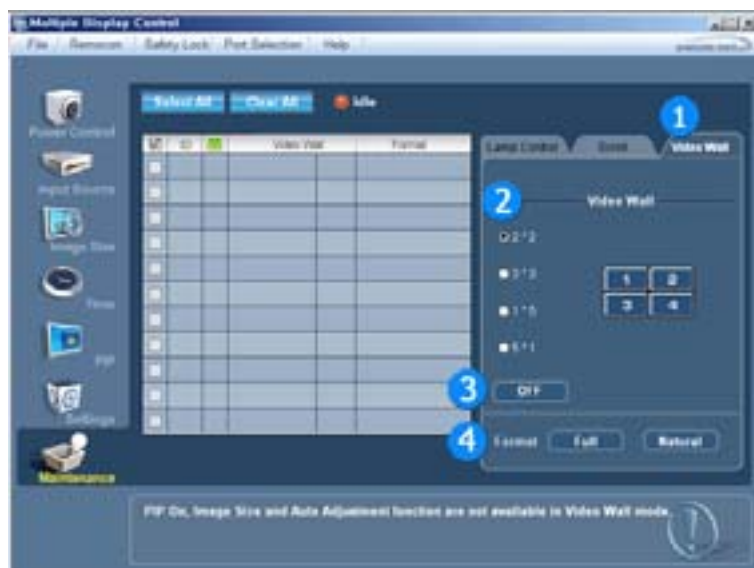 Multiple Display Control
File Remocon Safety Lock Port Selection Help
Select All Clear All Idle
ID Video Wall Format
Power Control
Input Source
Image Size
Time
PIP
Settings
Maintenance
1
Lamp Control Scroll Video Wall
2
Video Wall
2 * 2
3 * 3
1 * 5
5 * 1
1 2
3 4
3
OFF
4
Format Full Natural
PIP On, Image Size and Auto Adjustment function are not available in Video Wall mode.